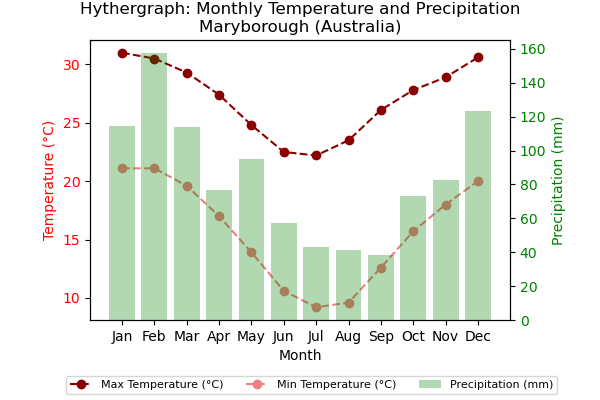 Hythergraph: Monthly Temperature and Precipitation
Maryborough (Australia)
Temperature (°C)
30
25
20
15
10
160
140
120
100
80
60
40
20
0
Precipitation (mm)
Jan Feb Mar Apr May Jun Jul Aug Sep Oct Nov Dec
Month
Max Temperature (°C) Min Temperature (°C) Precipitation (mm)